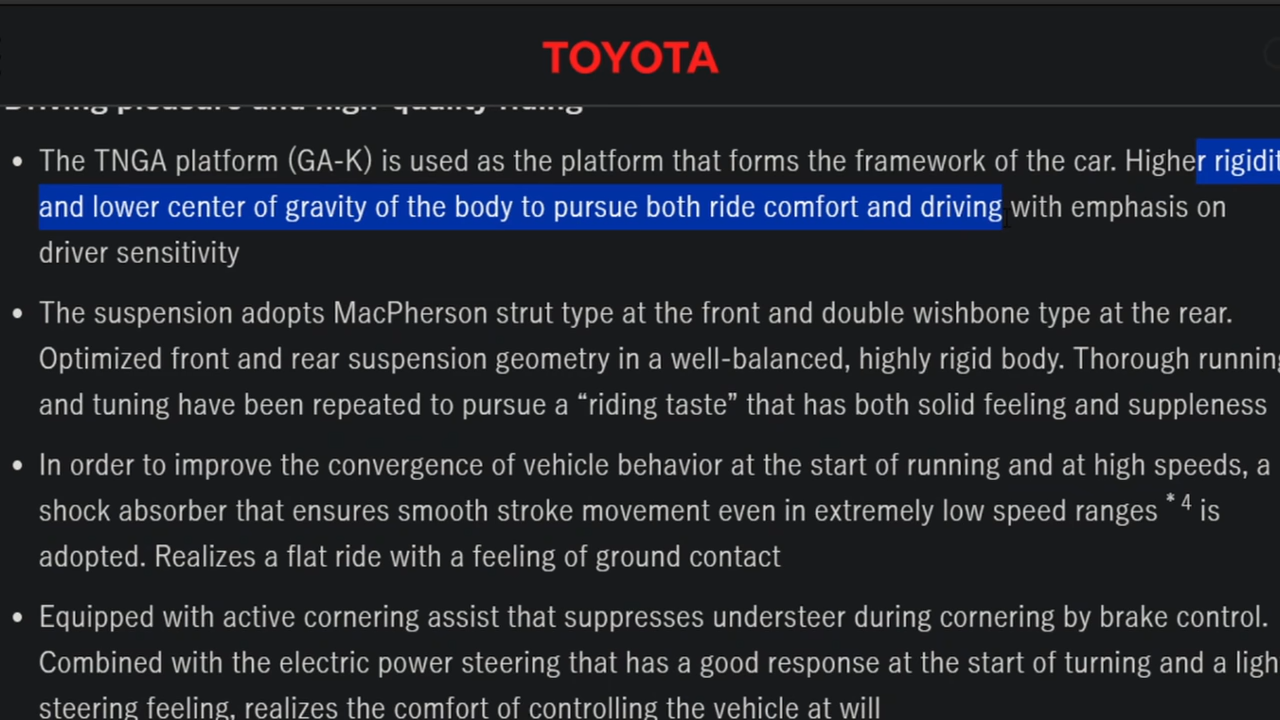 TOYOTA
Driving pleasure and high-quality riding
• The TNGA platform (GA-K) is used as the platform that forms the framework of the car. Higher rigidit
and lower center of gravity of the body to pursue both ride comfort and driving with emphasis on
driver sensitivity
• The suspension adopts MacPherson strut type at the front and double wishbone type at the rear.
Optimized front and rear suspension geometry in a well-balanced, highly rigid body. Thorough running
and tuning have been repeated to pursue a “riding taste” that has both solid feeling and suppleness
• In order to improve the convergence of vehicle behavior at the start of running and at high speeds, a
shock absorber that ensures smooth stroke movement even in extremely low speed ranges *4 is
adopted. Realizes a flat ride with a feeling of ground contact
• Equipped with active cornering assist that suppresses understeer during cornering by brake control.
Combined with the electric power steering that has a good response at the start of turning and a ligh
steering feeling, realizes the comfort of controlling the vehicle at will